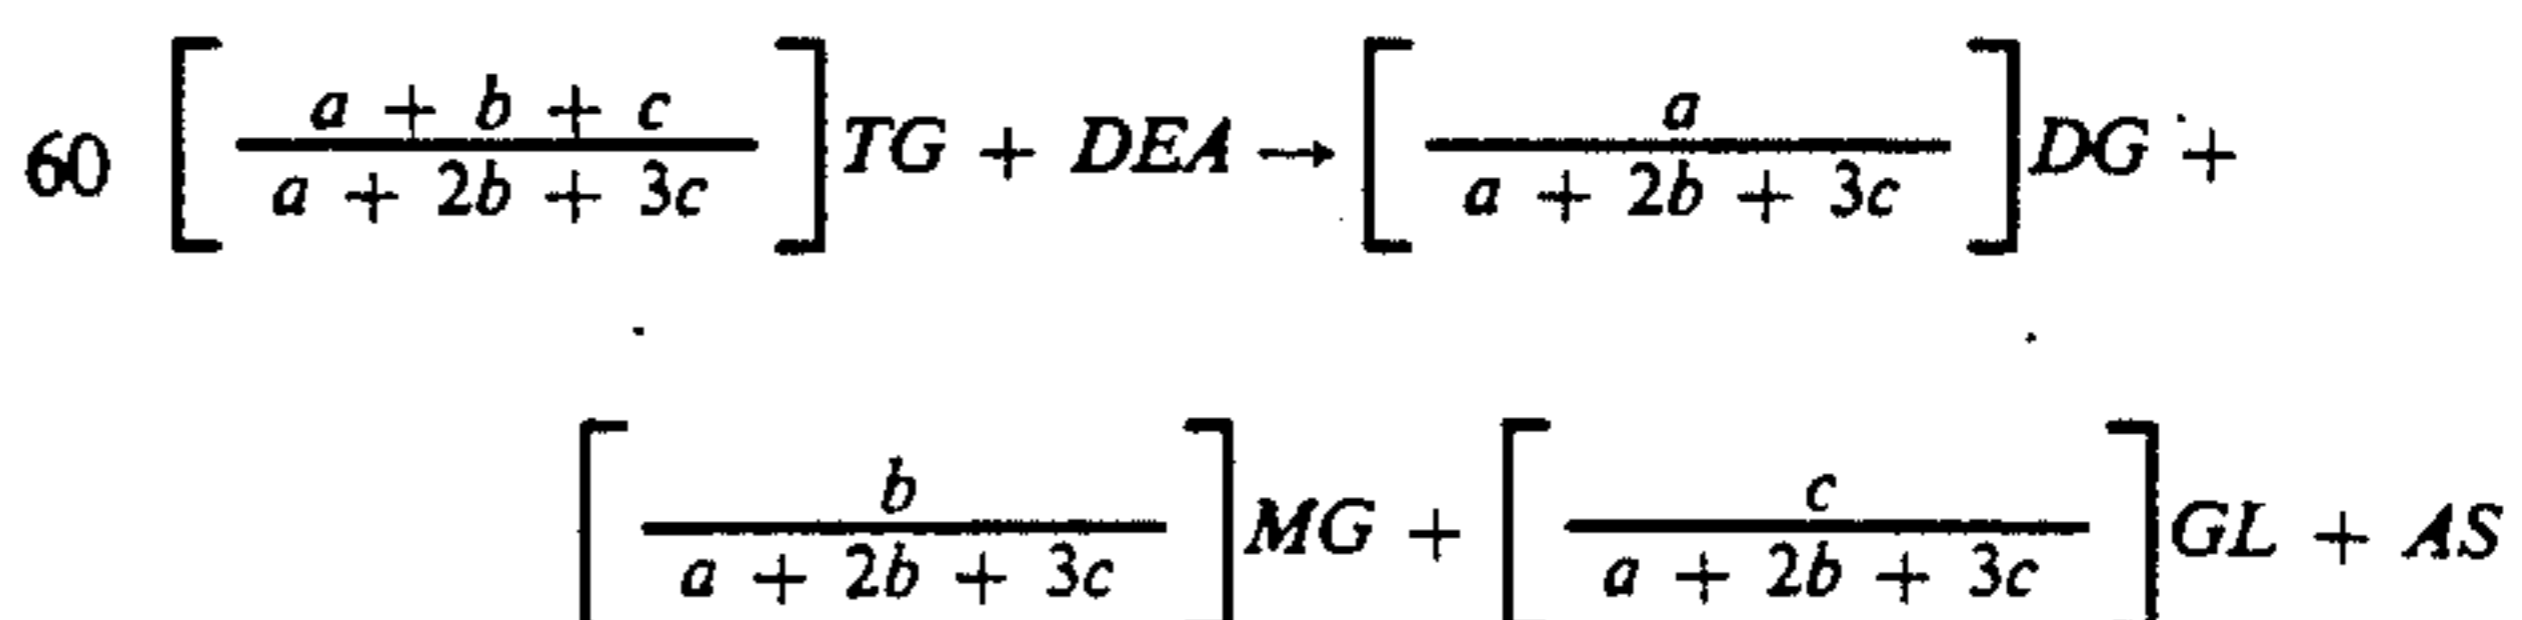 60 [ (a + b + c) / (a + 2b + 3c) ] TG + DEA → [ a / (a + 2b + 3c) ] DG +
[ b / (a + 2b + 3c) ] MG + [ c / (a + 2b + 3c) ] GL + AS